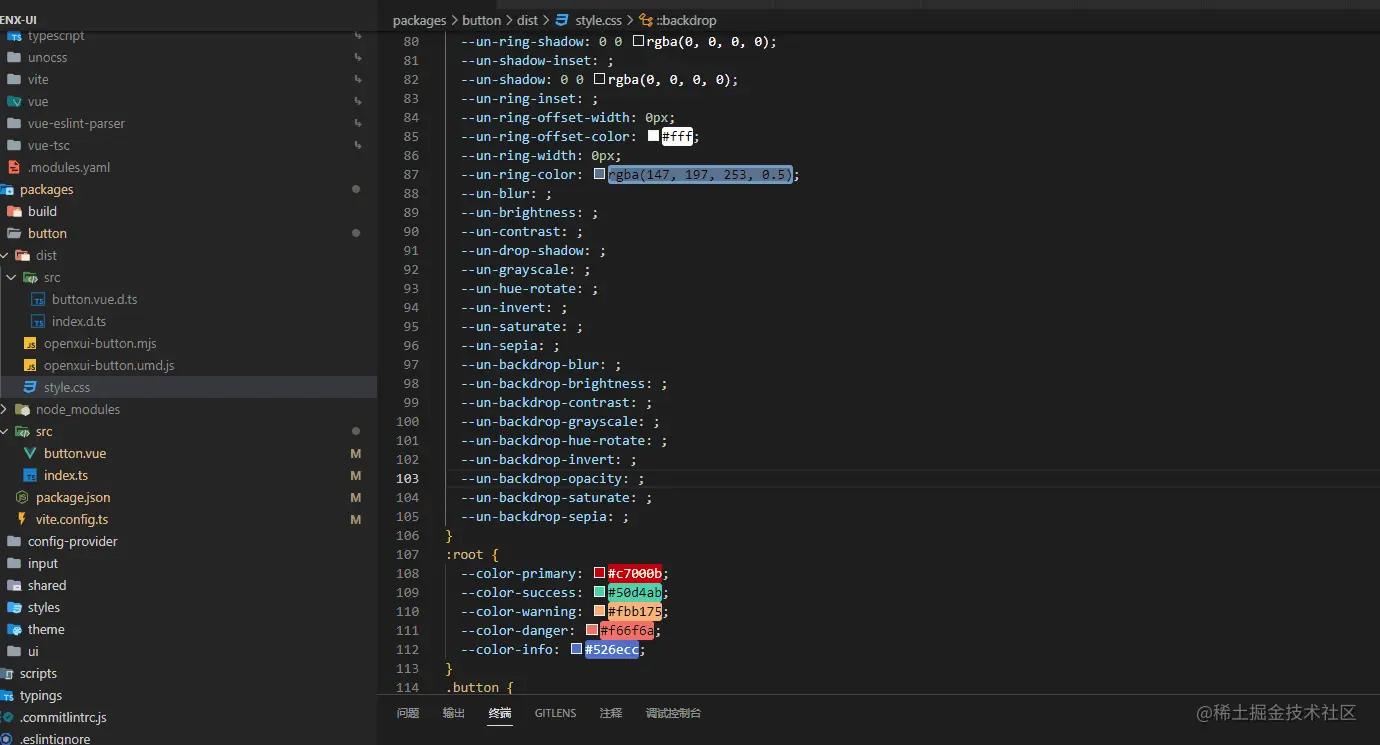 ENX-UI
typescript
unocss
vite
vue
vue-eslint-parser
vue-tsc
.modules.yaml
packages
build
button
dist
src
button.vue.d.ts
index.d.ts
openxui-button.mjs
openxui-button.umd.js
style.css
node_modules
src
button.vue M
index.ts M
package.json M
vite.config.ts M
config-provider
input
shared
styles
theme
ui
scripts
typings
.commitlintrc.js
.eslintignore
packages > button > dist > style.css > ::backdrop
80 --un-ring-shadow: 0 0 rgba(0, 0, 0, 0);
81 --un-shadow-inset: ;
82 --un-shadow: 0 0 rgba(0, 0, 0, 0);
83 --un-ring-inset: ;
84 --un-ring-offset-width: 0px;
85 --un-ring-offset-color: #fff;
86 --un-ring-width: 0px;
87 --un-ring-color: rgba(147, 197, 253, 0.5);
88 --un-blur: ;
89 --un-brightness: ;
90 --un-contrast: ;
91 --un-drop-shadow: ;
92 --un-grayscale: ;
93 --un-hue-rotate: ;
94 --un-invert: ;
95 --un-saturate: ;
96 --un-sepia: ;
97 --un-backdrop-blur: ;
98 --un-backdrop-brightness: ;
99 --un-backdrop-contrast: ;
100 --un-backdrop-grayscale: ;
101 --un-backdrop-hue-rotate: ;
102 --un-backdrop-invert: ;
103 --un-backdrop-opacity: ;
104 --un-backdrop-saturate: ;
105 --un-backdrop-sepia: ;
106 }
107 :root {
108 --color-primary: #c7000b;
109 --color-success: #50d4ab;
110 --color-warning: #fbb175;
111 --color-danger: #f66f6a;
112 --color-info: #526ecc;
113 }
114 .button {
问题 输出 终端 GITLENS 注释 调试控制台
@稀土掘金技术社区